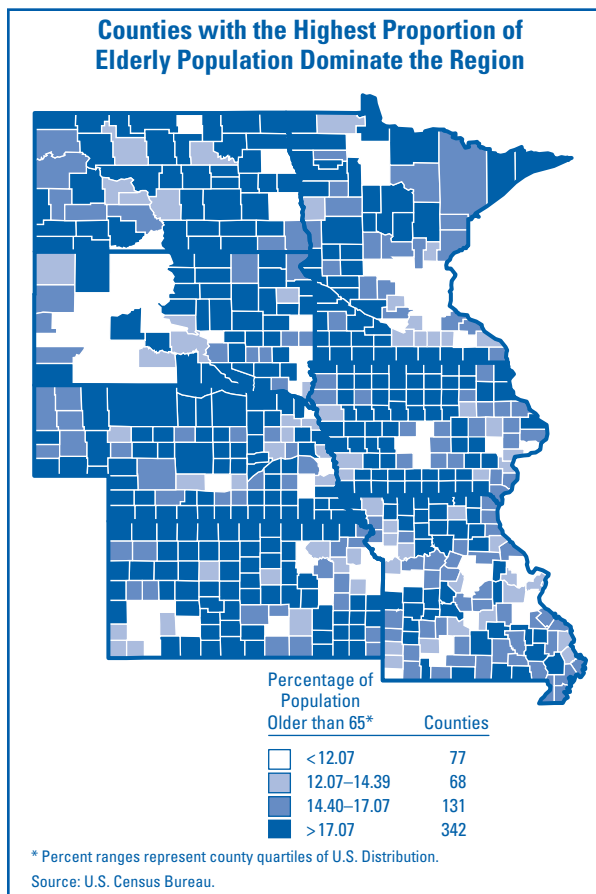 Counties with the Highest Proportion of
Elderly Population Dominate the Region
Percentage of
Population
Older than 65* Counties
<12.07 77
12.07–14.39 68
14.40–17.07 131
>17.07 342
* Percent ranges represent county quartiles of U.S. Distribution.
Source: U.S. Census Bureau.